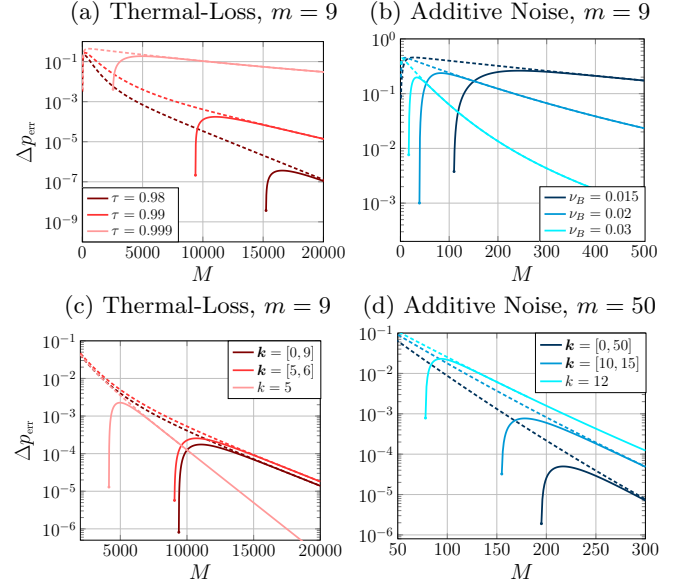 (a) Thermal-Loss, m = 9
(b) Additive Noise, m = 9
Δp_err
10^{-1}
10^{-3}
10^{-5}
10^{-7}
10^{-9}
τ = 0.98
τ = 0.99
τ = 0.999
0 5000 10000 15000 20000
M
10^{0}
10^{-1}
10^{-2}
10^{-3}
ν_B = 0.015
ν_B = 0.02
ν_B = 0.03
0 100 200 300 400 500
M
(c) Thermal-Loss, m = 9
(d) Additive Noise, m = 50
Δp_err
10^{-1}
10^{-2}
10^{-3}
10^{-4}
10^{-5}
10^{-6}
k = [0, 9]
k = [5, 6]
k = 5
5000 10000 15000 20000
M
10^{-1}
10^{-2}
10^{-3}
10^{-4}
10^{-5}
10^{-6}
k = [0, 50]
k = [10, 15]
k = 12
50 100 150 200 250 300
M